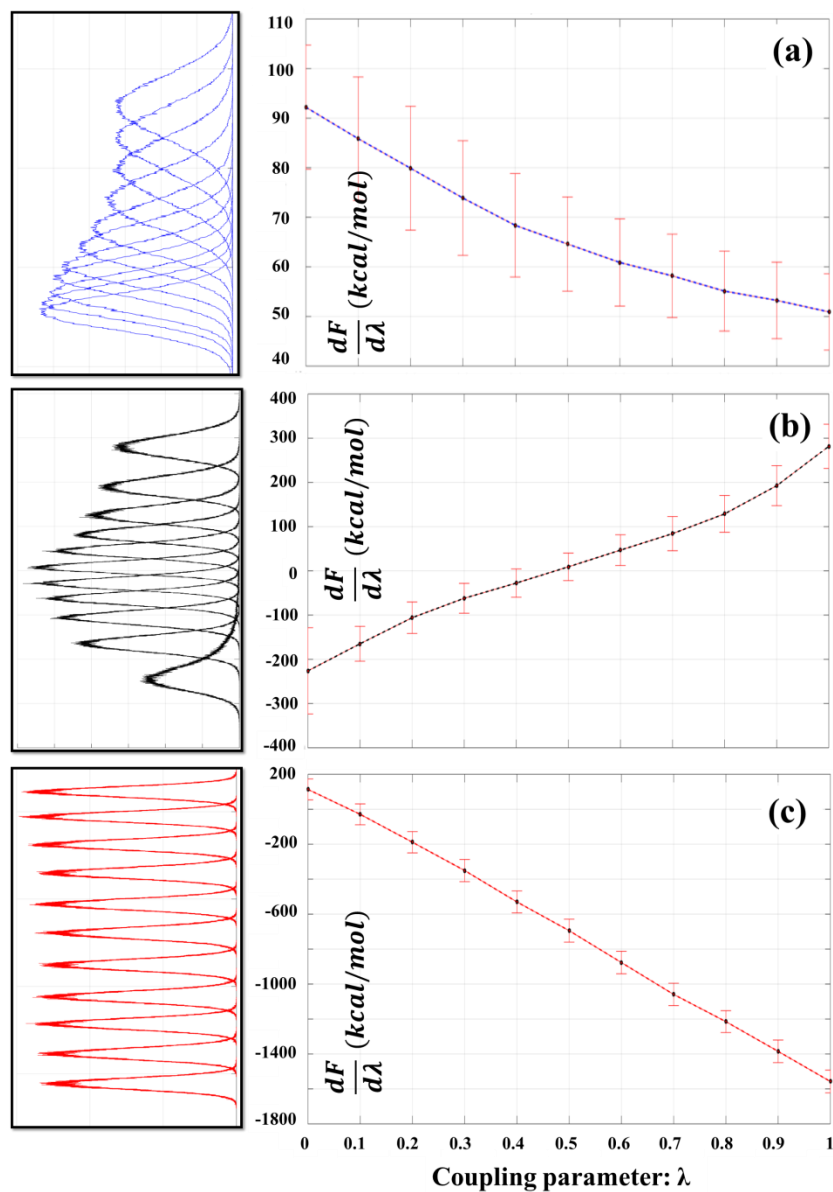 110
(a)
100
90
80
70
60
50
40
dF
dλ
(kcal/mol)
400
(b)
300
200
100
0
-100
-200
-300
-400
dF
dλ
(kcal/mol)
200
(c)
-200
-600
-1000
-1400
-1800
dF
dλ
(kcal/mol)
0 0.1 0.2 0.3 0.4 0.5 0.6 0.7 0.8 0.9 1
Coupling parameter: λ